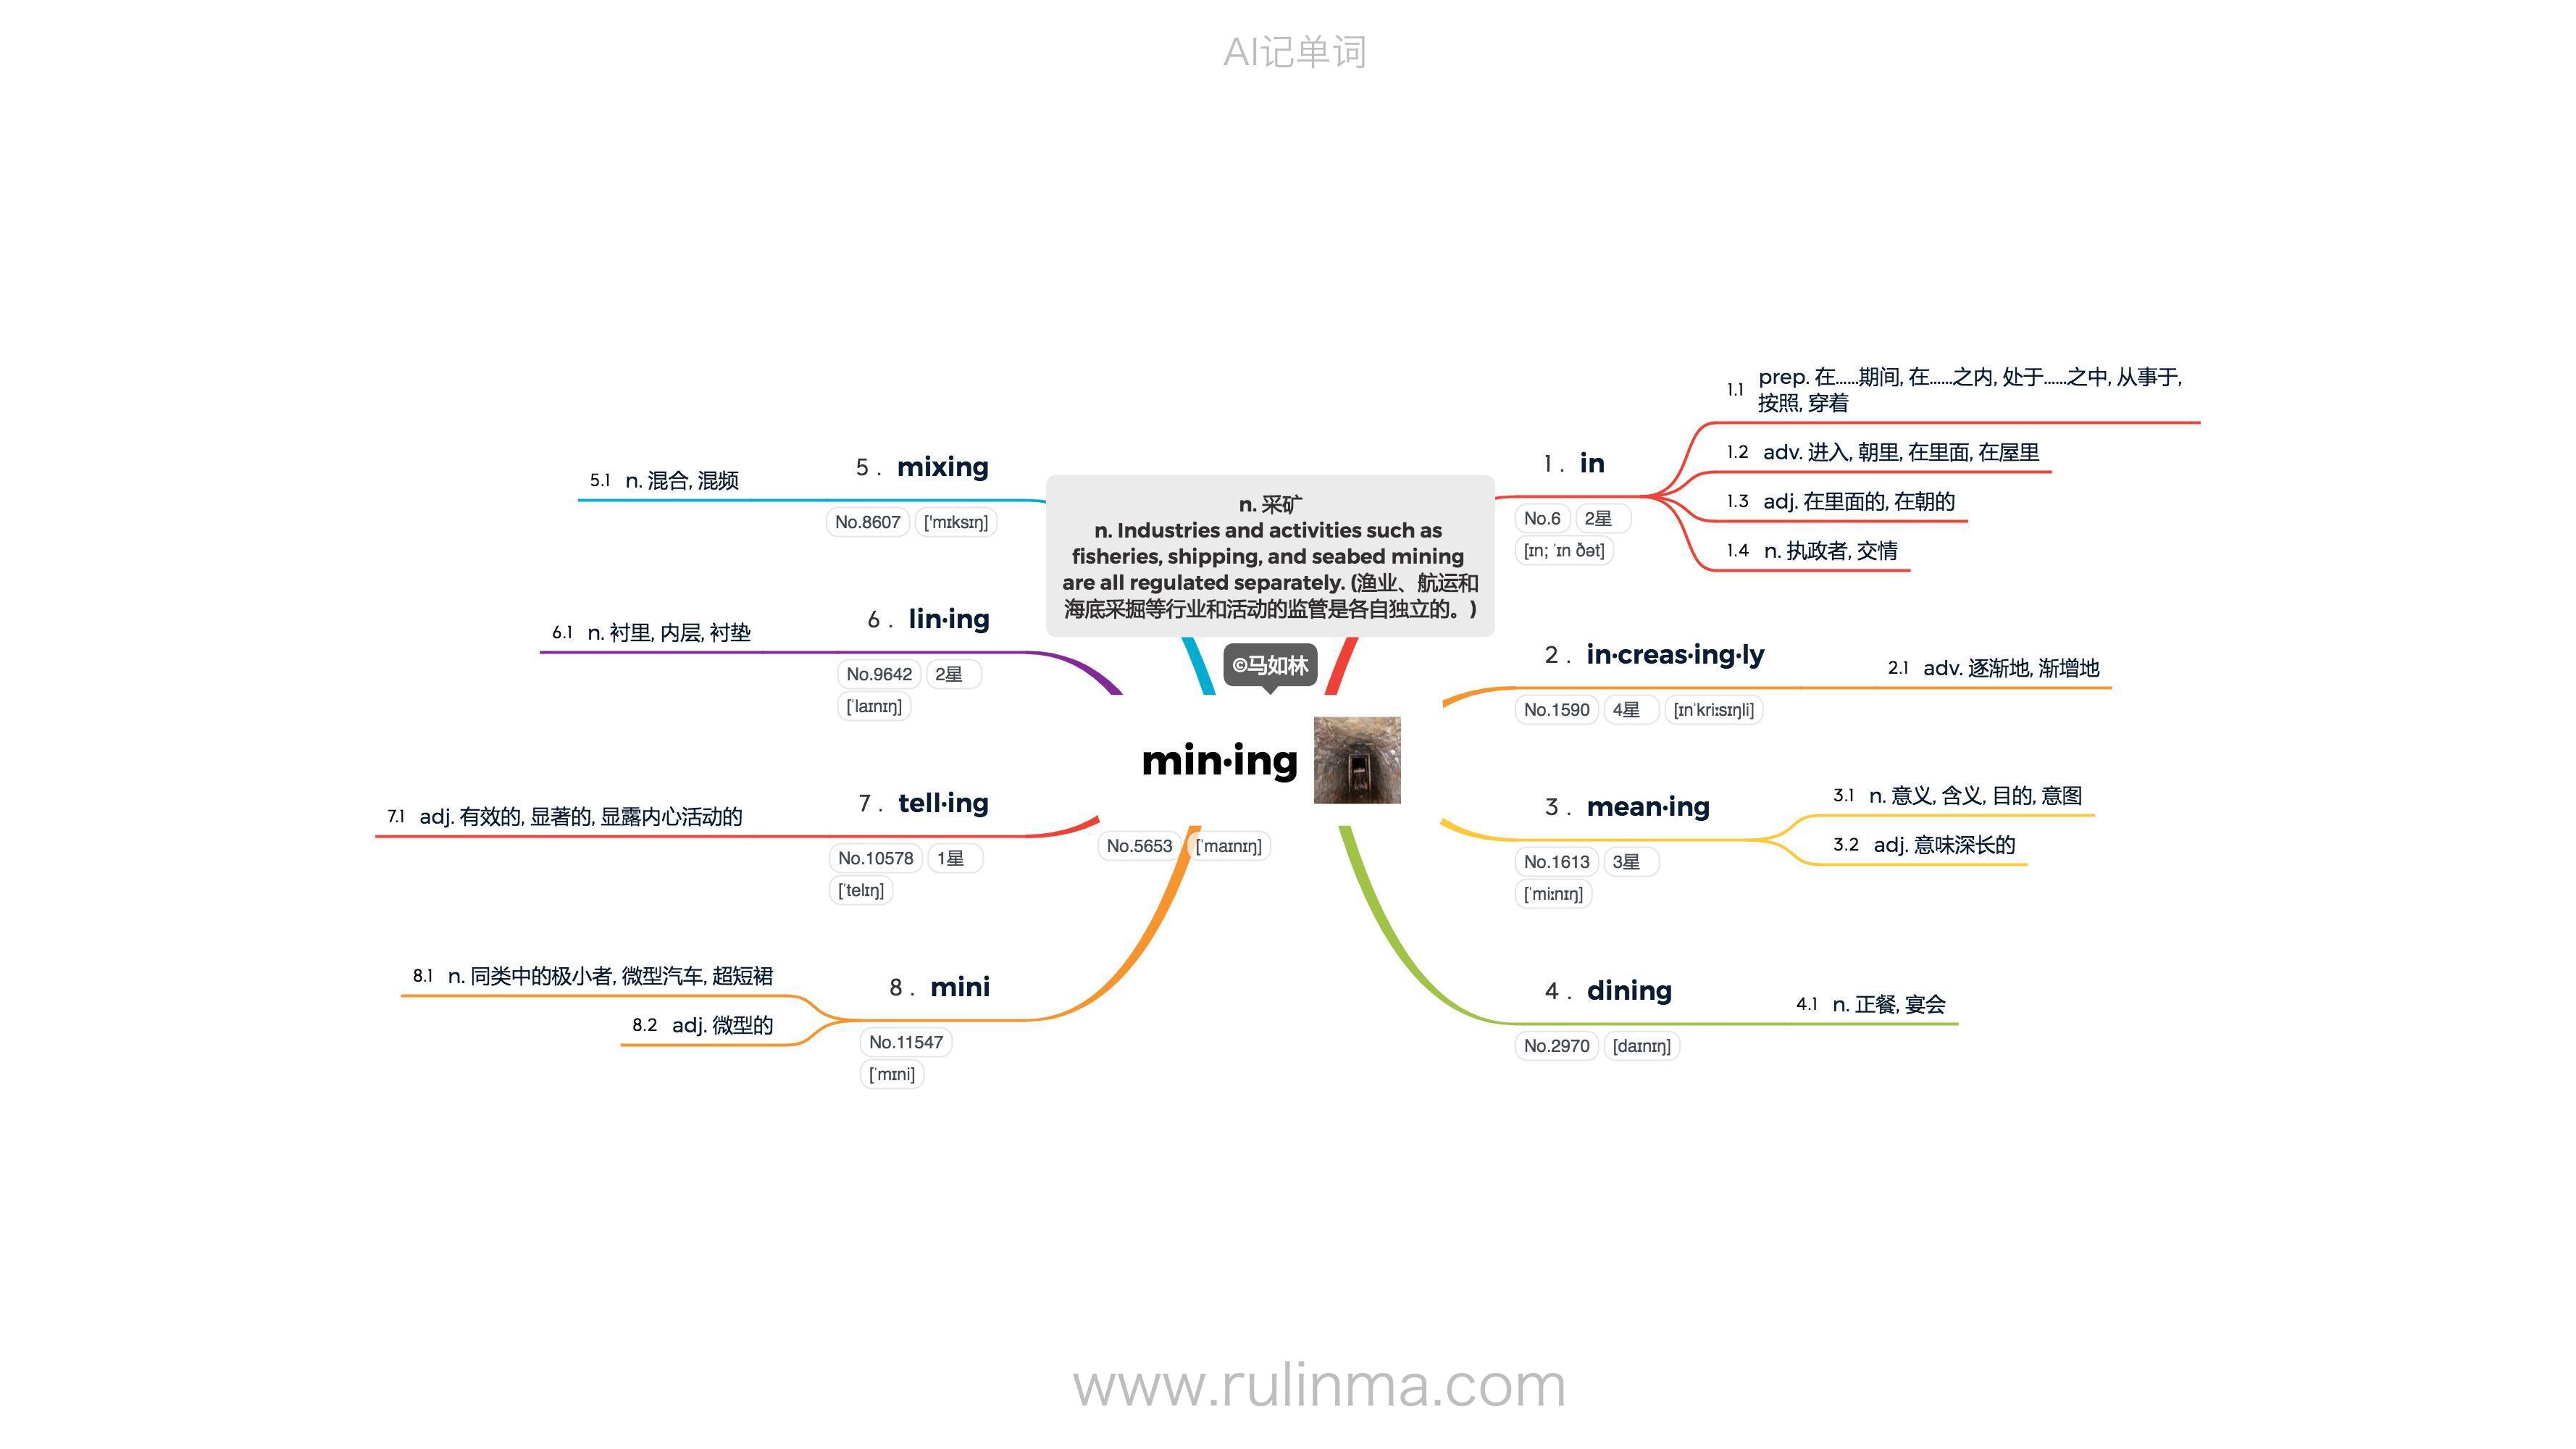 AI记单词
n. 采矿
n. Industries and activities such as
fisheries, shipping, and seabed mining
are all regulated separately. (渔业、航运和
海底采掘等行业和活动的监管是各自独立的。)
©马如林
min·ing
No.5653 [ˈmaɪnɪŋ]
1 . in
No.6 2星
[ɪn; ˈɪn ðət]
1.1 prep. 在……期间, 在……之内, 处于……之中, 从事于,
按照, 穿着
1.2 adv. 进入, 朝里, 在里面, 在屋里
1.3 adj. 在里面的, 在朝的
1.4 n. 执政者, 交情
2 . in·creas·ing·ly
No.1590 4星 [ɪnˈkriːsɪŋli]
2.1 adv. 逐渐地, 渐增地
3 . mean·ing
No.1613 3星
[ˈmiːnɪŋ]
3.1 n. 意义, 含义, 目的, 意图
3.2 adj. 意味深长的
4 . dining
No.2970 [daɪnɪŋ]
4.1 n. 正餐, 宴会
5 . mixing
No.8607 ['mɪksɪŋ]
5.1 n. 混合, 混频
6 . lin·ing
No.9642 2星
[ˈlaɪnɪŋ]
6.1 n. 衬里, 内层, 衬垫
7 . tell·ing
No.10578 1星
[ˈtelɪŋ]
7.1 adj. 有效的, 显著的, 显露内心活动的
8 . mini
No.11547
[ˈmɪni]
8.1 n. 同类中的极小者, 微型汽车, 超短裙
8.2 adj. 微型的
www.rulinma.com